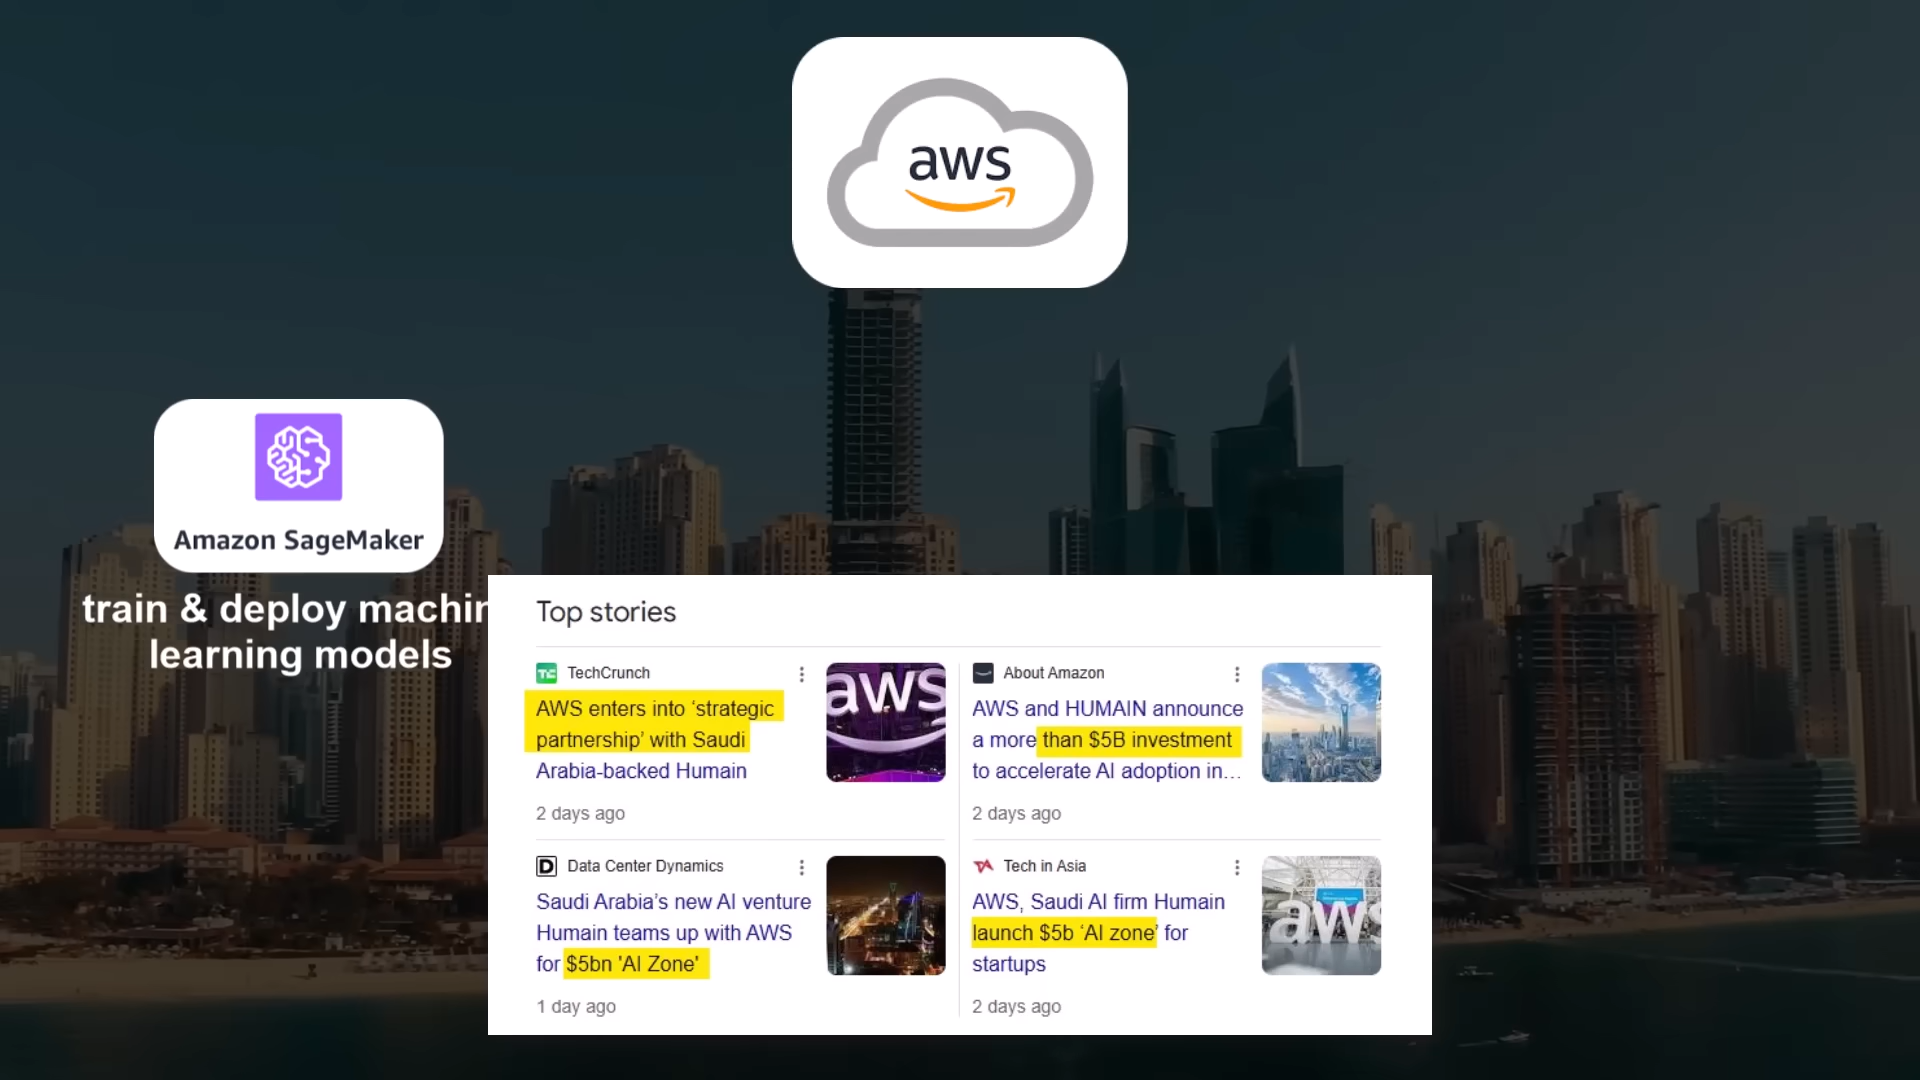 aws
Amazon SageMaker
train & deploy machin
learning models
Top stories
TechCrunch
AWS enters into ‘strategic
partnership’ with Saudi
Arabia-backed Humain
2 days ago
aws
About Amazon
AWS and HUMAIN announce
a more than $5B investment
to accelerate AI adoption in…
2 days ago
Data Center Dynamics
Saudi Arabia’s new AI venture
Humain teams up with AWS
for $5bn 'AI Zone'
1 day ago
Tech in Asia
AWS, Saudi AI firm Humain
launch $5b ‘AI zone’ for
startups
2 days ago
aws